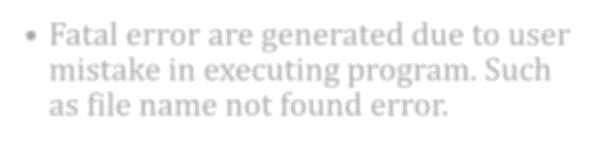 • Fatal error are generated due to user
mistake in executing program. Such
as file name not found error.